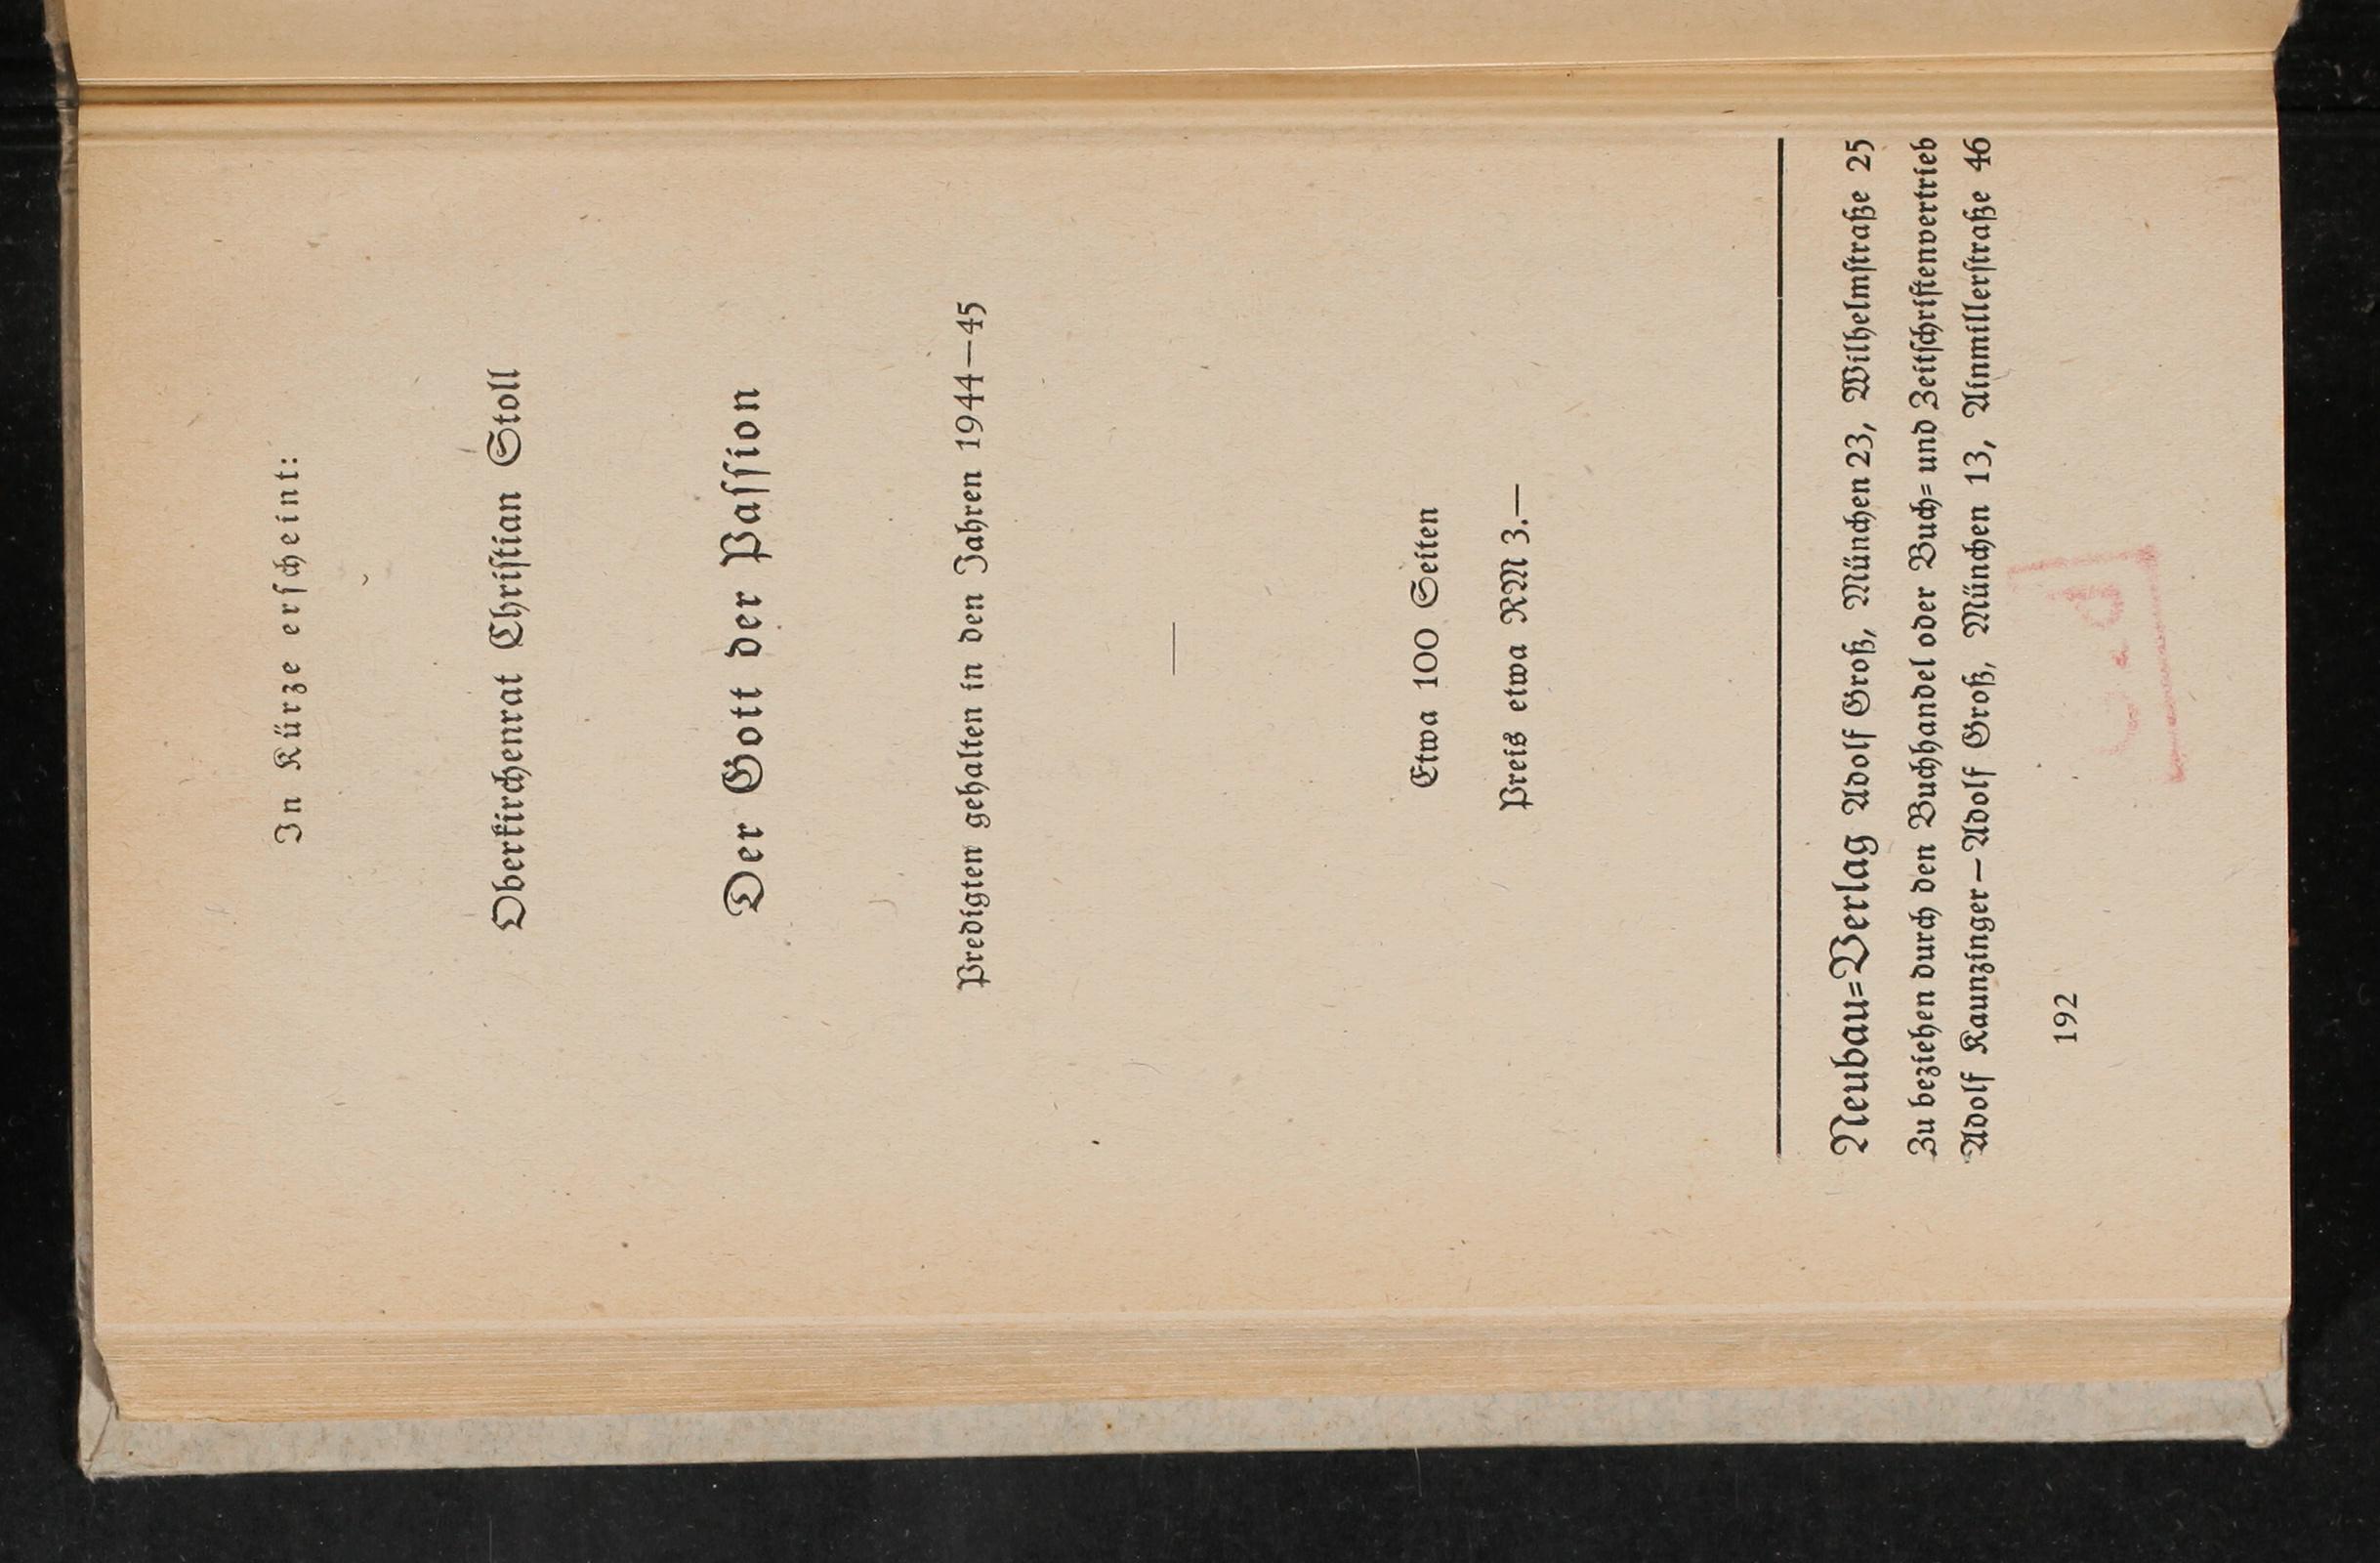 In Kürze erscheint:
Oberkirchenrat Christian Stoll
Der Gott der Passion
Predigten gehalten in den Jahren 1944—45
Etwa 100 Seiten
Preis etwa RM 3.—
Neubau=Verlag Adolf Groß, München 23, Wilhelmstraße 25
Zu beziehen durch den Buchhandel oder Buch= und Zeitschriftenvertrieb
Adolf Kaunzinger—Adolf Groß, München 13, Ainmillerstraße 46
192